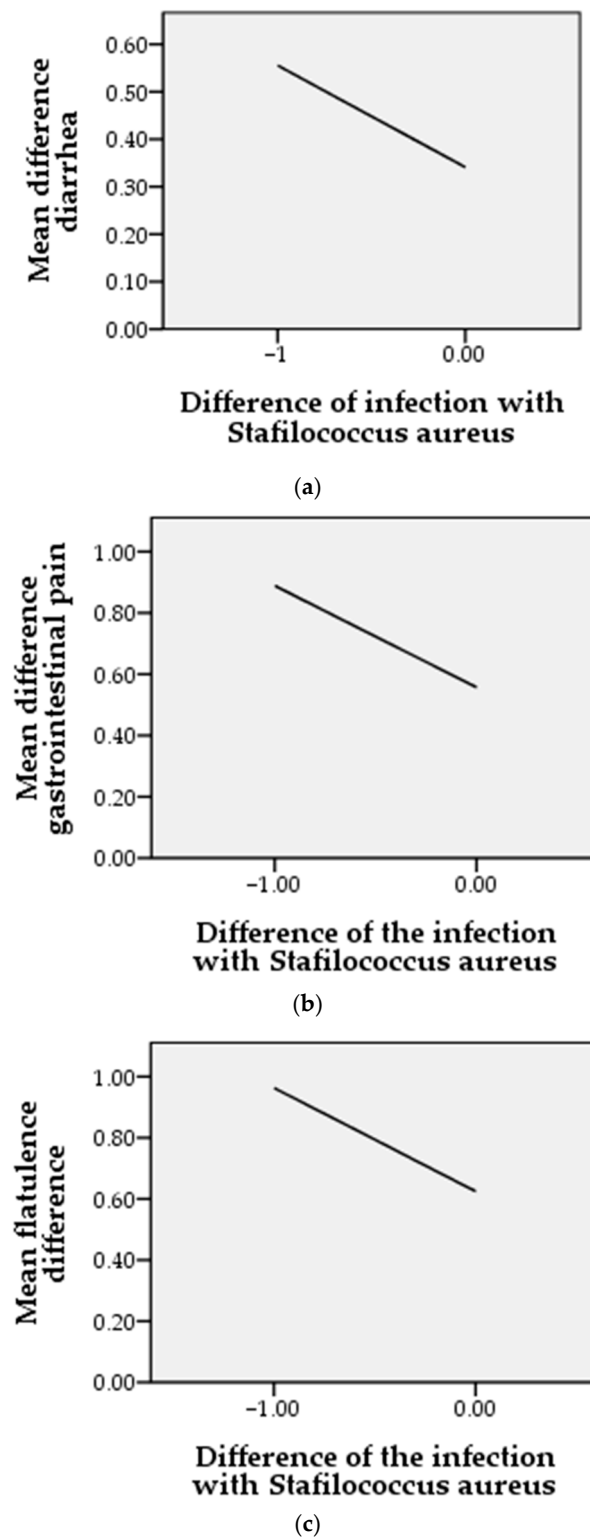 Mean difference
diarrhea
0.60
0.50
0.40
0.30
0.20
0.10
0.00
−1
0.00
Difference of infection with
Stafilococcus aureus
(a)
Mean difference
gastrointestinal pain
1.00
0.80
0.60
0.40
0.20
0.00
−1.00
0.00
Difference of the infection
with Stafilococcus aureus
(b)
Mean flatulence
difference
1.00
0.80
0.60
0.40
0.20
0.00
−1.00
0.00
Difference of the infection
with Stafilococcus aureus
(c)